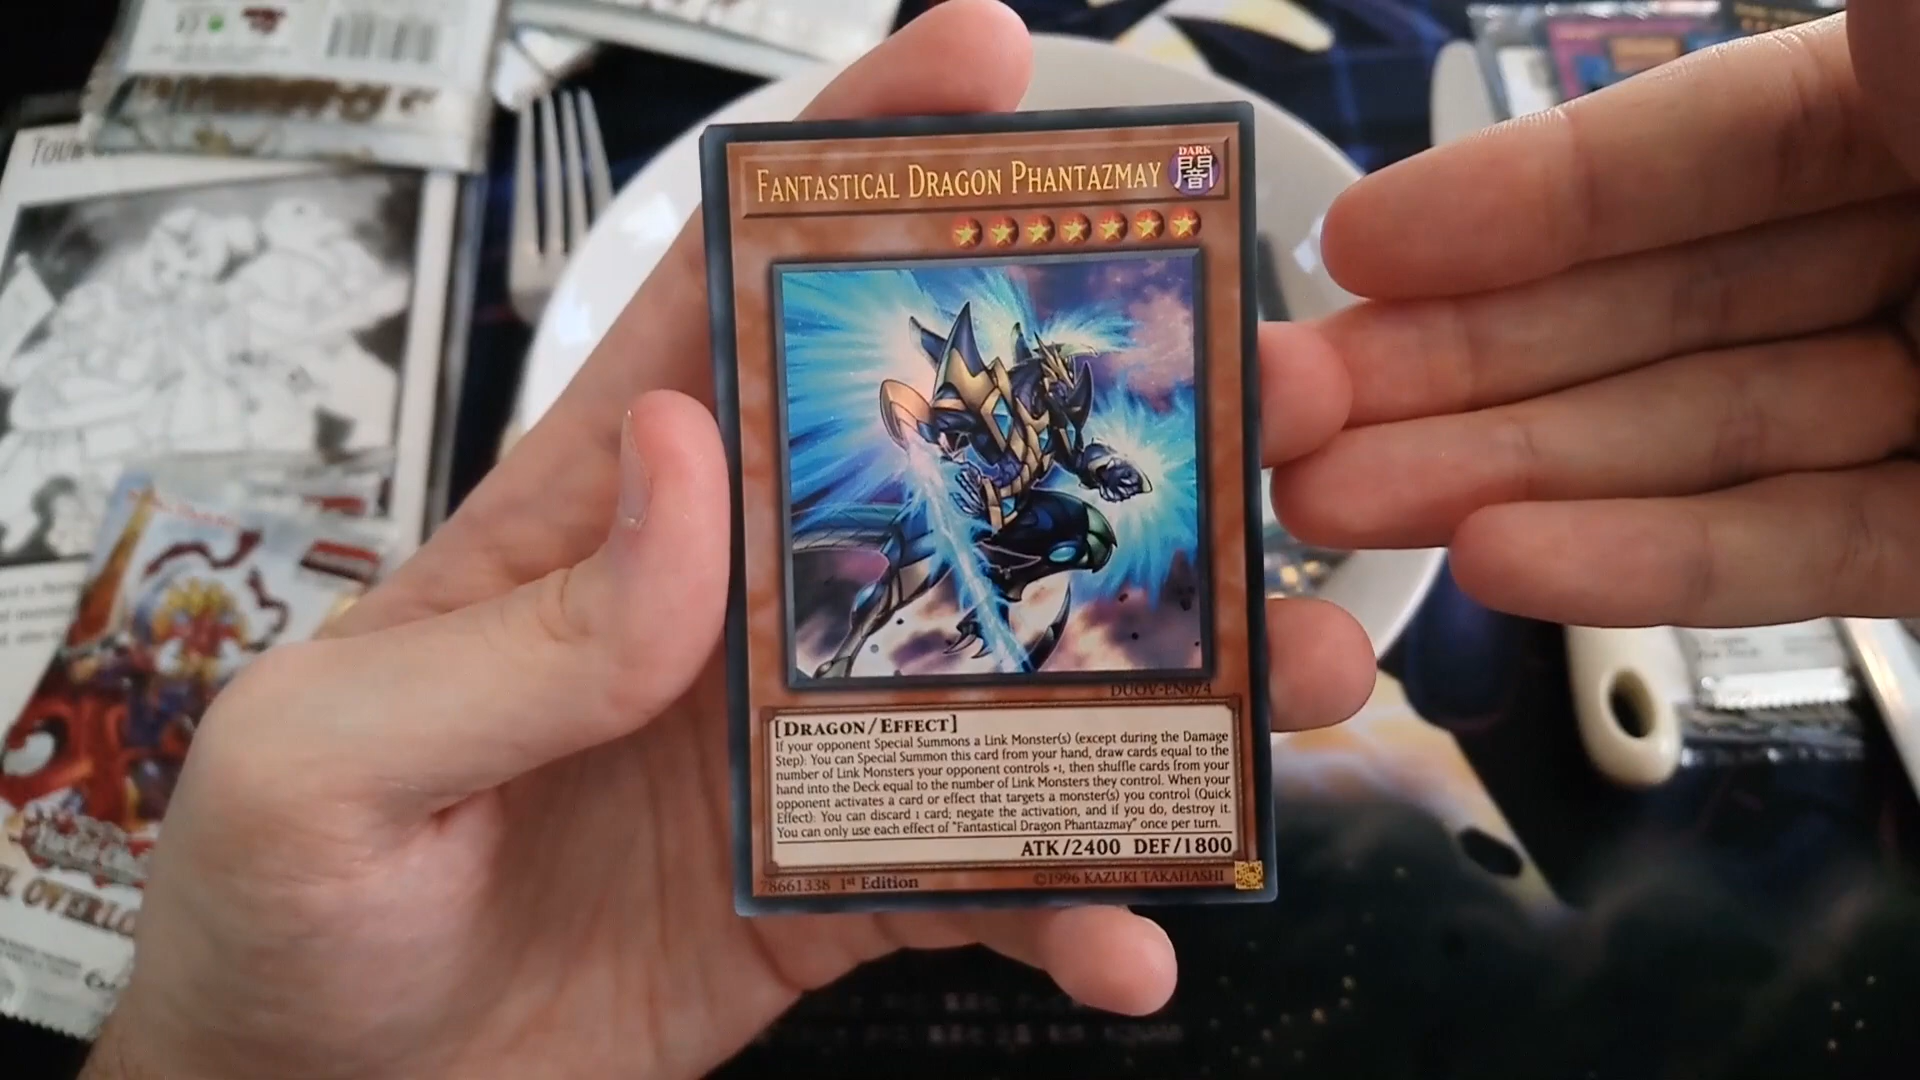 FANTASTICAL DRAGON PHANTAZMAY
DARK
闇
DUOV-EN074
[DRAGON/EFFECT]
If your opponent Special Summons a Link Monster(s) (except during the Damage
Step): You can Special Summon this card from your hand, draw cards equal to the
number of Link Monsters your opponent controls +1, then shuffle cards from your
hand into the Deck equal to the number of Link Monsters they control. When your
opponent activates a card or effect that targets a monster(s) you control (Quick
Effect): You can discard 1 card; negate the activation, and if you do, destroy it.
You can only use each effect of "Fantastical Dragon Phantazmay" once per turn.
ATK/2400 DEF/1800
78661338 1st Edition
©1996 KAZUKI TAKAHASHI